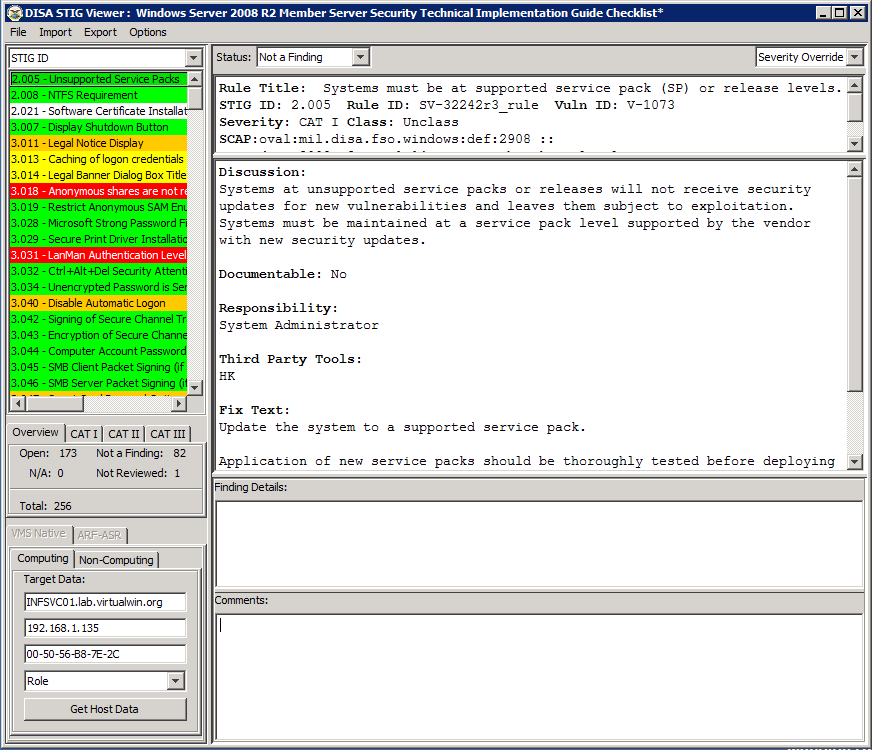 DISA STIG Viewer : Windows Server 2008 R2 Member Server Security Technical Implementation Guide Checklist*
File Import Export Options
STIG ID
2.005 - Unsupported Service Packs
2.008 - NTFS Requirement
2.021 - Software Certificate Installat
3.007 - Display Shutdown Button
3.011 - Legal Notice Display
3.013 - Caching of logon credentials
3.014 - Legal Banner Dialog Box Title
3.018 - Anonymous shares are not re
3.019 - Restrict Anonymous SAM Enu
3.028 - Microsoft Strong Password Fi
3.029 - Secure Print Driver Installatio
3.031 - LanMan Authentication Level
3.032 - Ctrl+Alt+Del Security Attenti
3.034 - Unencrypted Password is Ser
3.040 - Disable Automatic Logon
3.042 - Signing of Secure Channel Tr
3.043 - Encryption of Secure Channe
3.044 - Computer Account Password
3.045 - SMB Client Packet Signing (if
3.046 - SMB Server Packet Signing (if
Overview CAT I CAT II CAT III
Open: 173 Not a Finding: 82
N/A: 0 Not Reviewed: 1
Total: 256
VMS Native ARF-ASR
Computing Non-Computing
Target Data:
INFSVC01.lab.virtualwin.org
192.168.1.135
00-50-56-B8-7E-2C
Role
Get Host Data
Status: Not a Finding Severity Override
Rule Title: Systems must be at supported service pack (SP) or release levels.
STIG ID: 2.005 Rule ID: SV-32242r3_rule Vuln ID: V-1073
Severity: CAT I Class: Unclass
SCAP:oval:mil.disa.fso.windows:def:2908 ::
Discussion:
Systems at unsupported service packs or releases will not receive security
updates for new vulnerabilities and leaves them subject to exploitation.
Systems must be maintained at a service pack level supported by the vendor
with new security updates.
Documentable: No
Responsibility:
System Administrator
Third Party Tools:
HK
Fix Text:
Update the system to a supported service pack.
Application of new service packs should be thoroughly tested before deploying
Finding Details:
Comments: